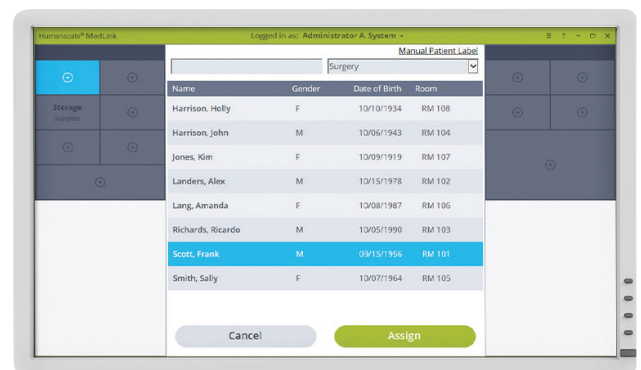 Humanscale® MedLink
Logged in as: Administrator A. System
Manual Patient Label
Surgery
Name Gender Date of Birth Room
Harrison, Holly F 10/10/1934 RM 108
Harrison, John M 10/06/1943 RM 104
Jones, Kim F 10/09/1919 RM 107
Landers, Alex M 10/15/1978 RM 102
Lang, Amanda F 10/08/1987 RM 106
Richards, Ricardo M 10/05/1990 RM 103
Scott, Frank M 09/15/1956 RM 101
Smith, Sally F 10/07/1964 RM 105
Storage
Supplies
Cancel Assign